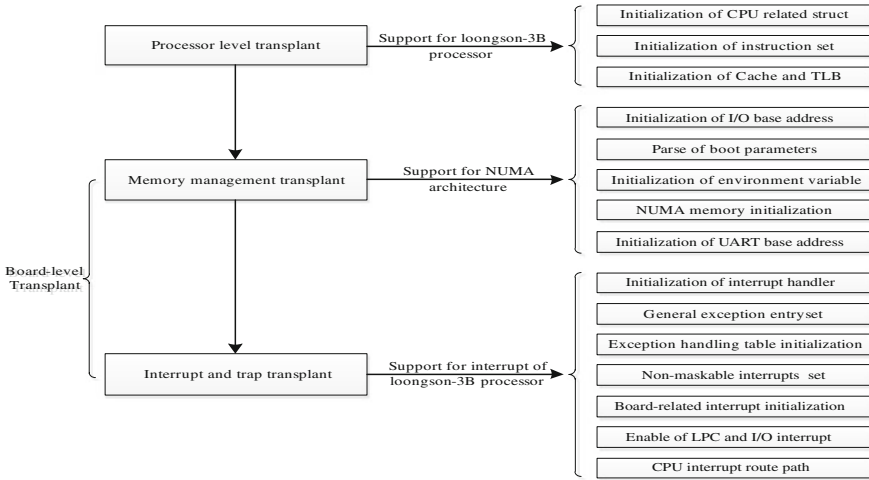 Processor level transplant
Support for loongson-3B
processor
Initialization of CPU related struct
Initialization of instruction set
Initialization of Cache and TLB
Board-level
Transplant
Memory management transplant
Support for NUMA
architecture
Initialization of I/O base address
Parse of boot parameters
Initialization of environment variable
NUMA memory initialization
Initialization of UART base address
Interrupt and trap transplant
Support for interrupt of
loongson-3B processor
Initialization of interrupt handler
General exception entryset
Exception handling table initialization
Non-maskable interrupts set
Board-related interrupt initialization
Enable of LPC and I/O interrupt
CPU interrupt route path